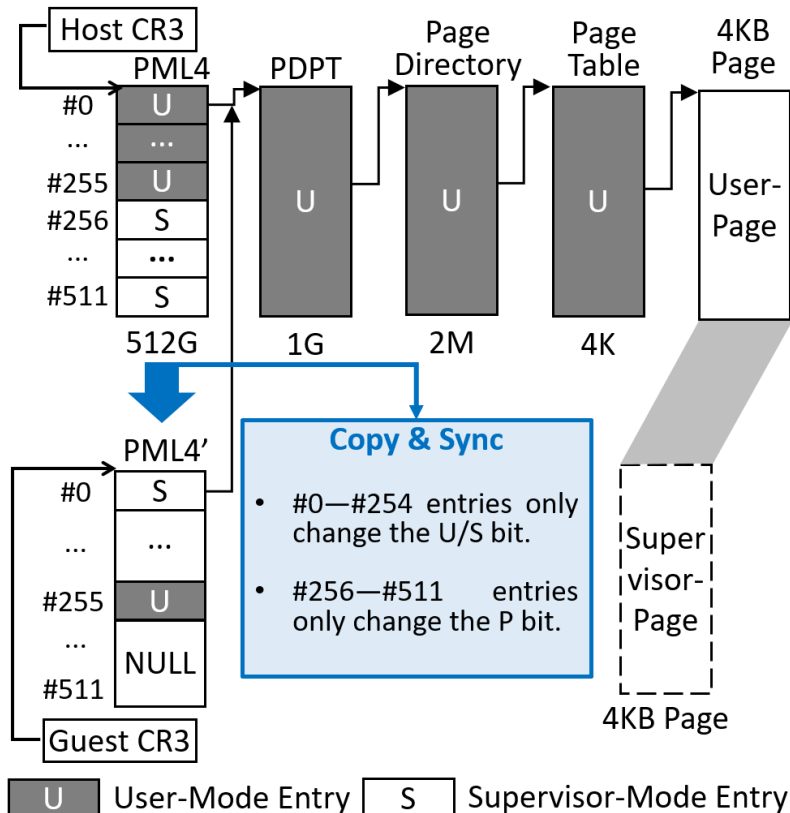 Host CR3
PML4
PDPT
Page
Directory
Page
Table
4KB
Page
#0
U
...
...
#255
U
#256
S
...
...
#511
S
U
U
U
User-
Page
512G
1G
2M
4K
PML4’
#0
S
...
...
#255
U
...
NULL
#511
Guest CR3
Copy & Sync
• #0—#254 entries only
change the U/S bit.
• #256—#511 entries
only change the P bit.
Super
visor-
Page
4KB Page
U User-Mode Entry
S Supervisor-Mode Entry